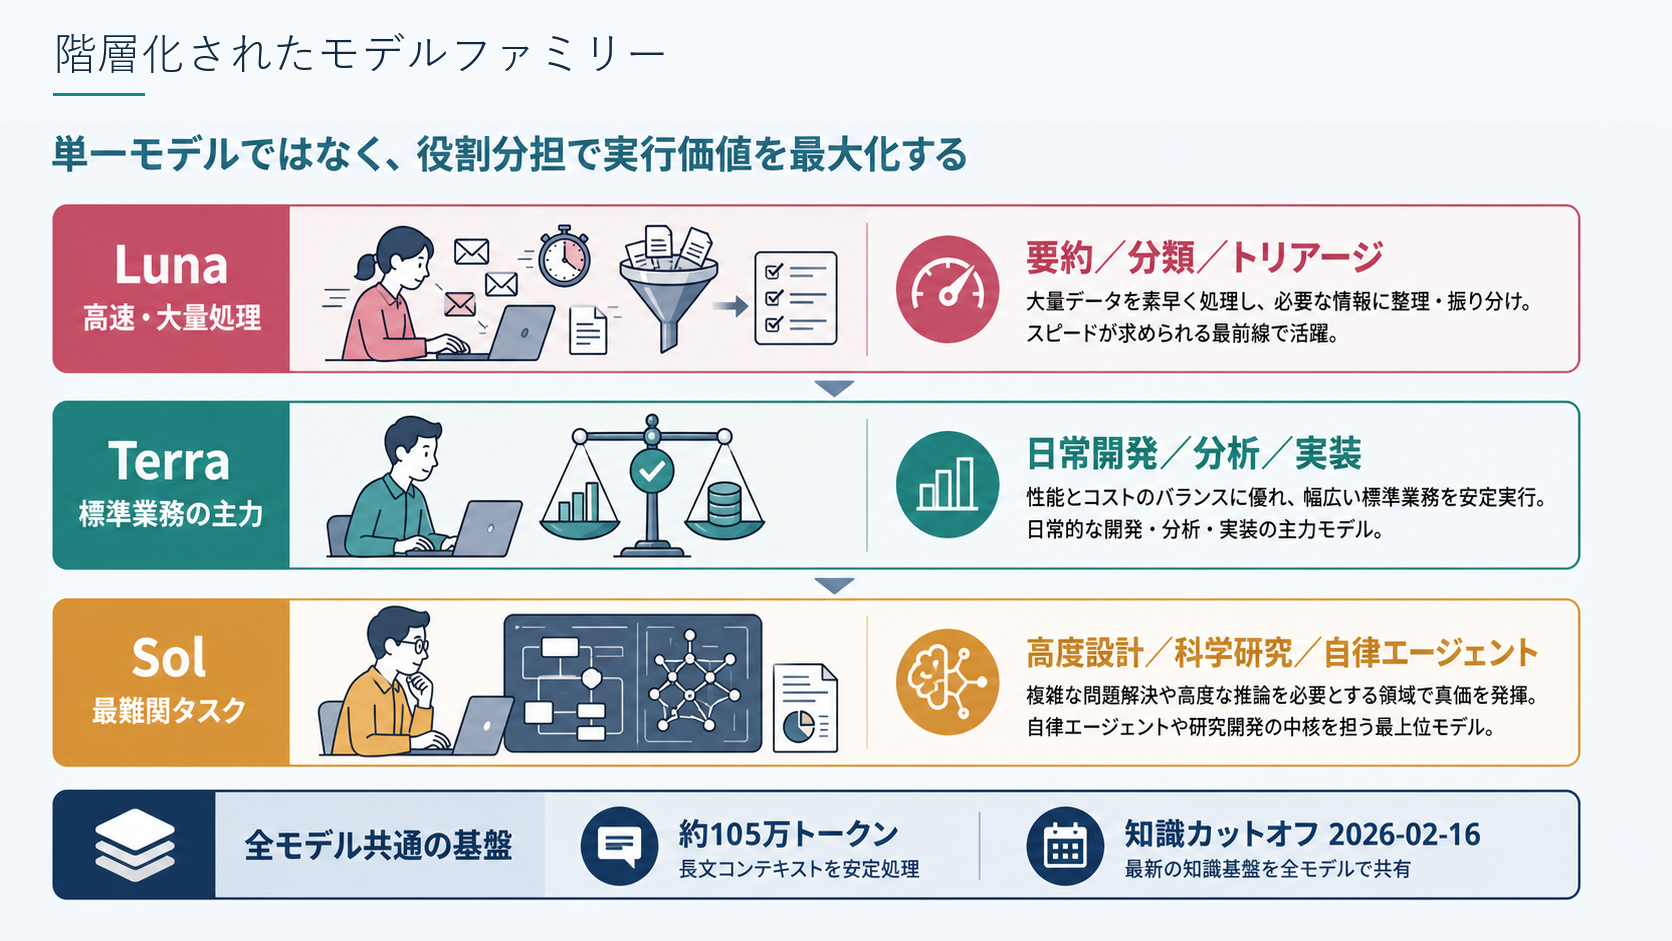 階層化されたモデルファミリー
単一モデルではなく、役割分担で実行価値を最大化する
Luna
高速・大量処理
要約／分類／トリアージ
大量データを素早く処理し、必要な情報に整理・振り分け。
スピードが求められる最前線で活躍。
Terra
標準業務の主力
日常開発／分析／実装
性能とコストのバランスに優れ、幅広い標準業務を安定実行。
日常的な開発・分析・実装の主力モデル。
Sol
最難関タスク
高度設計／科学研究／自律エージェント
複雑な問題解決や高度な推論を必要とする領域で真価を発揮。
自律エージェントや研究開発の中核を担う最上位モデル。
全モデル共通の基盤
約105万トークン
長文コンテキストを安定処理
知識カットオフ 2026-02-16
最新の知識基盤を全モデルで共有